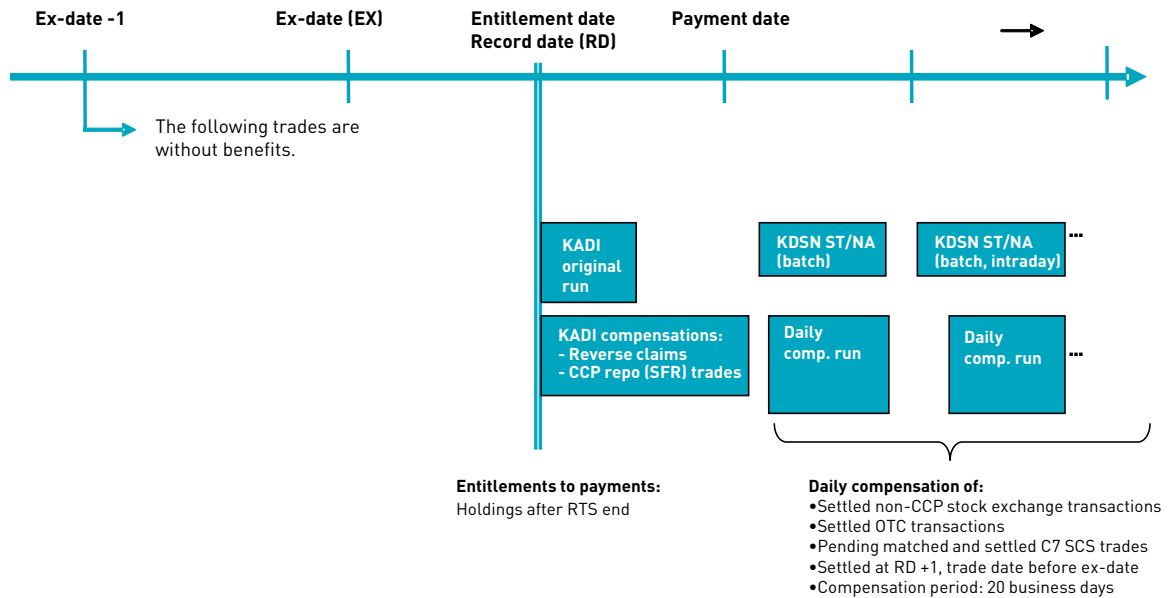 Ex-date -1
Ex-date (EX)
Entitlement date
Record date (RD)
Payment date
The following trades are
without benefits.
KADI
original
run
KDSN ST/NA
(batch)
KDSN ST/NA
(batch, intraday)
...
KADI compensations:
- Reverse claims
- CCP repo (SFR) trades
Daily
comp. run
Daily
comp. run
...
Entitlements to payments:
Holdings after RTS end
Daily compensation of:
•Settled non-CCP stock exchange transactions
•Settled OTC transactions
•Pending matched and settled C7 SCS trades
•Settled at RD +1, trade date before ex-date
•Compensation period: 20 business days